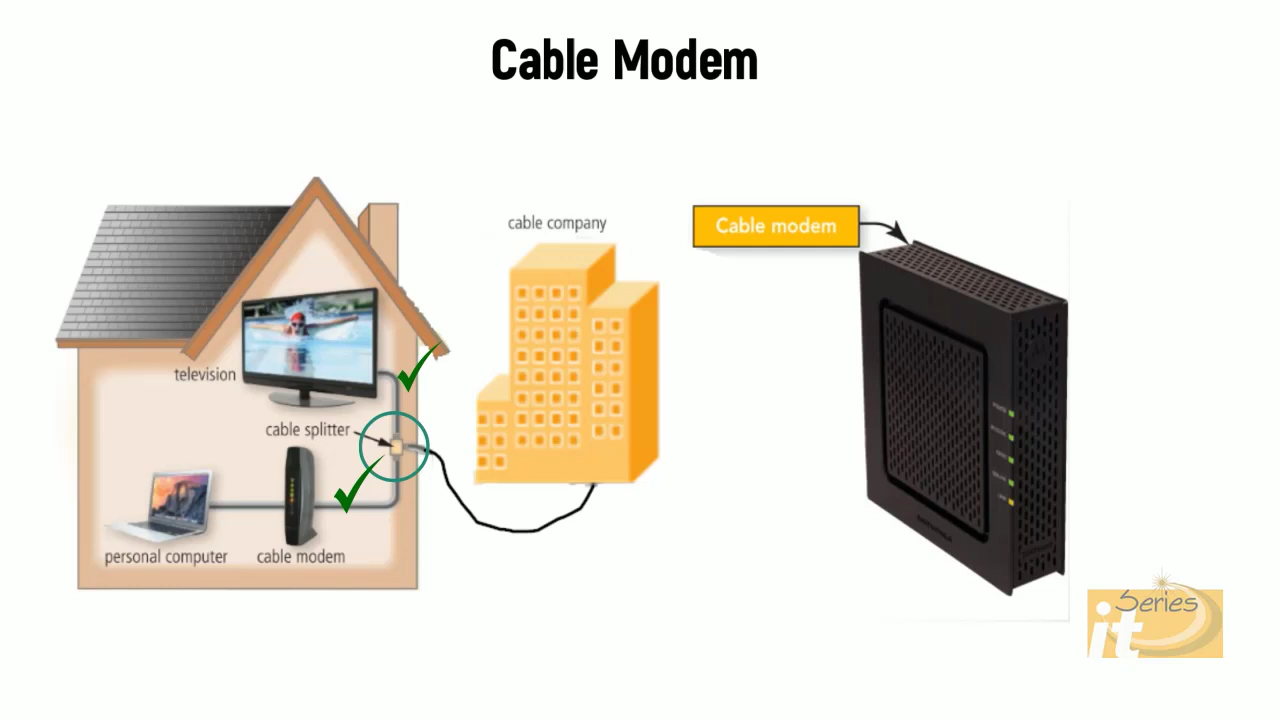 Cable Modem
cable company
Cable modem
television
cable splitter
personal computer
cable modem
Series
it